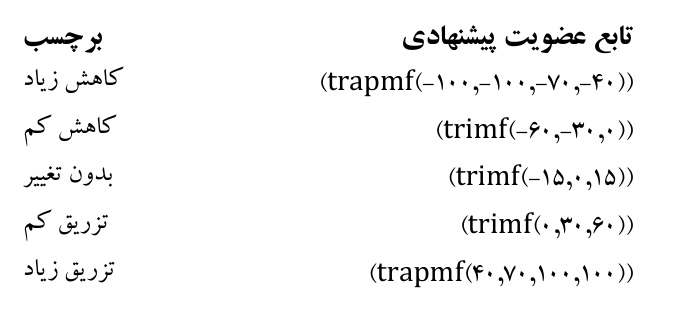 تابع عضویت پیشنهادی برچسب
(trapmf(−۱۰۰,−۱۰۰,−۷۰,−۴۰)) کاهش زیاد
(trimf(−۶۰,−۳۰,۰)) کاهش کم
(trimf(−۱۵,۰,۱۵)) بدون تغییر
(trimf(۰,۳۰,۶۰)) تزریق کم
(trapmf(۴۰,۷۰,۱۰۰,۱۰۰)) تزریق زیاد